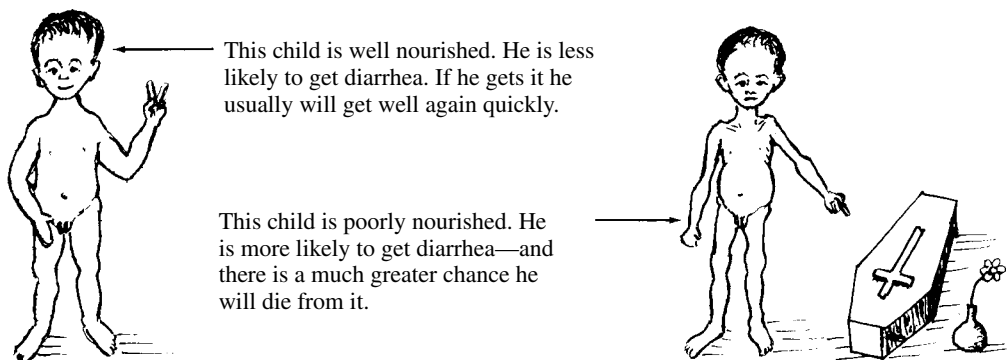 This child is well nourished. He is less
likely to get diarrhea. If he gets it he
usually will get well again quickly.
This child is poorly nourished. He
is more likely to get diarrhea—and
there is a much greater chance he
will die from it.